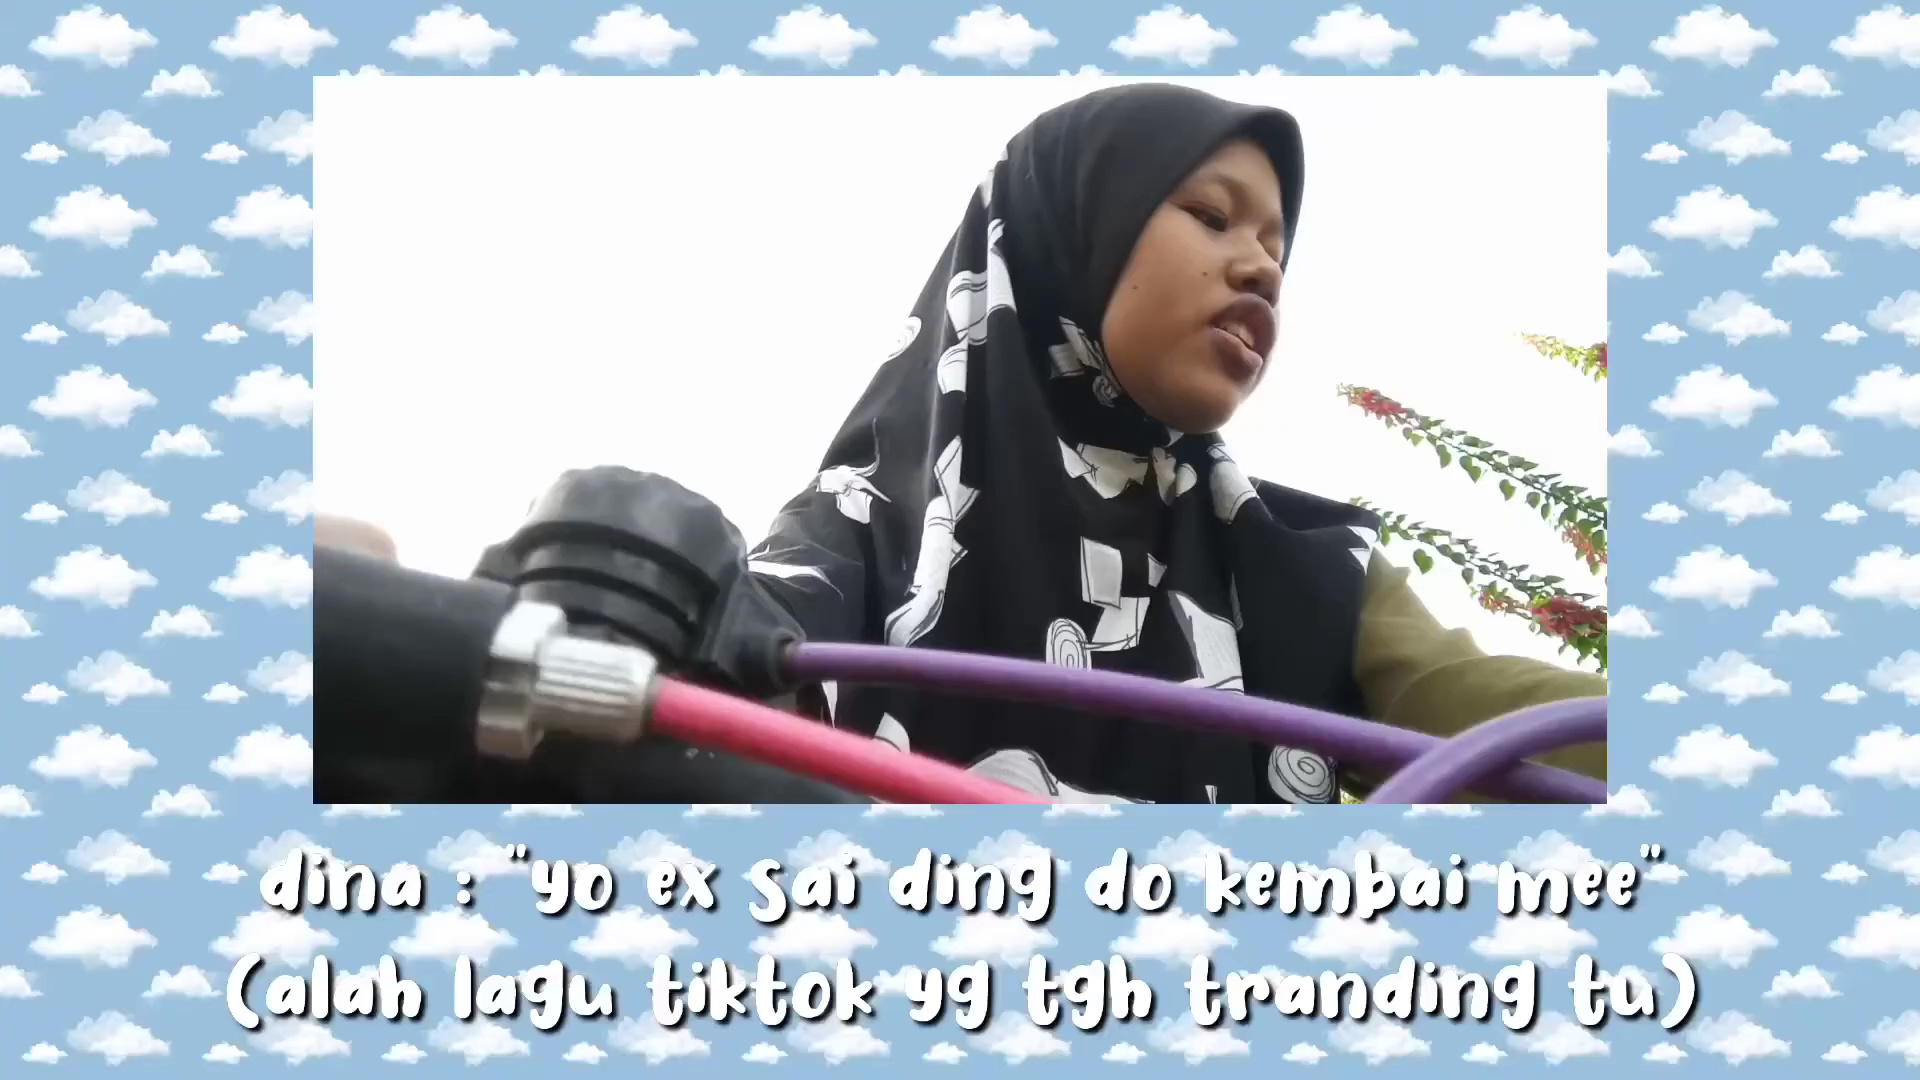 dina : "yo ex sai ding do kembai mee"
(alah lagu tiktok yg tgh tranding tu)